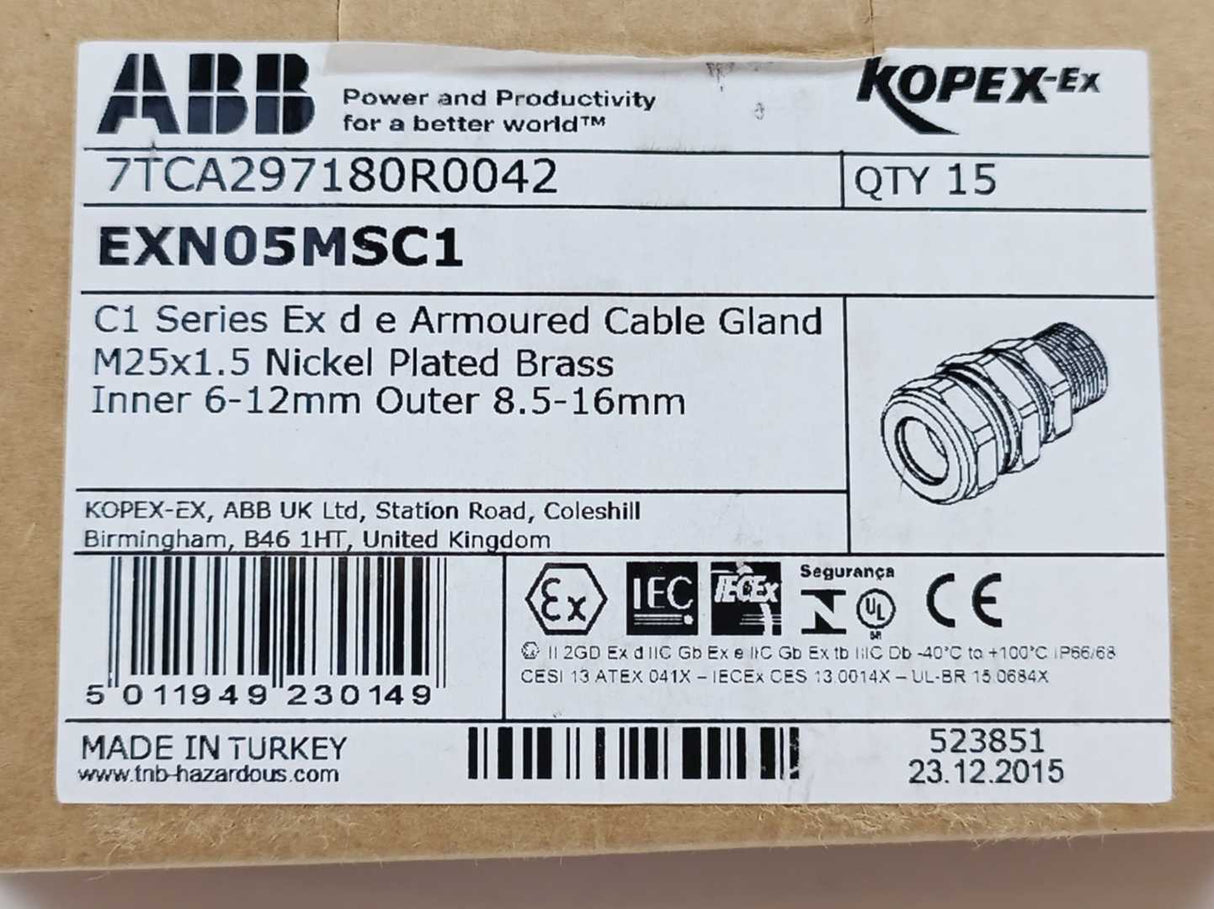 ABB
Power and Productivity
for a better world™
KOPEX-Ex
7TCA297180R0042
QTY 15
EXN05MSC1
C1 Series Ex d e Armoured Cable Gland
M25x1.5 Nickel Plated Brass
Inner 6-12mm Outer 8.5-16mm
KOPEX-EX, ABB UK Ltd, Station Road, Coleshill
Birmingham, B46 1HT, United Kingdom
5 011949 230149
Ex IEC IECEx Segurança UL BR CE
Ex II 2GD Ex d IIC Gb Ex e IIC Gb Ex tb IIIC Db -40°C to +100°C IP66/68
CESI 13 ATEX 041X – IECEx CES 13.0014X – UL-BR 15.0684X
MADE IN TURKEY
www.tnb-hazardous.com
523851
23.12.2015